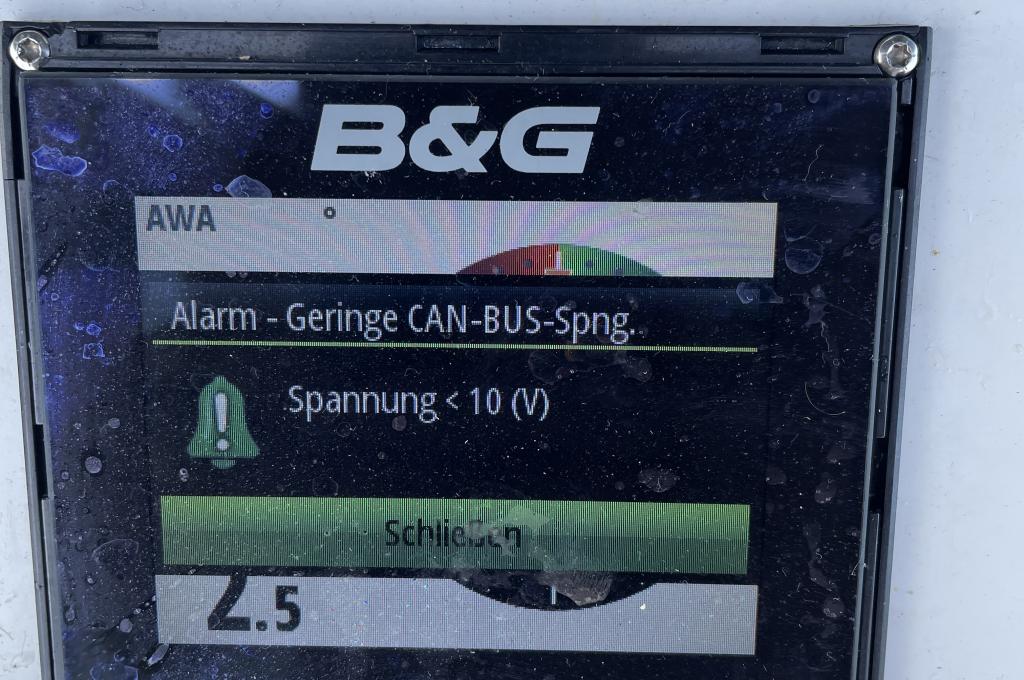 B&G
AWA °
Alarm - Geringe CAN-BUS-Spng.
Spannung < 10 (V)
Schließen
2.5